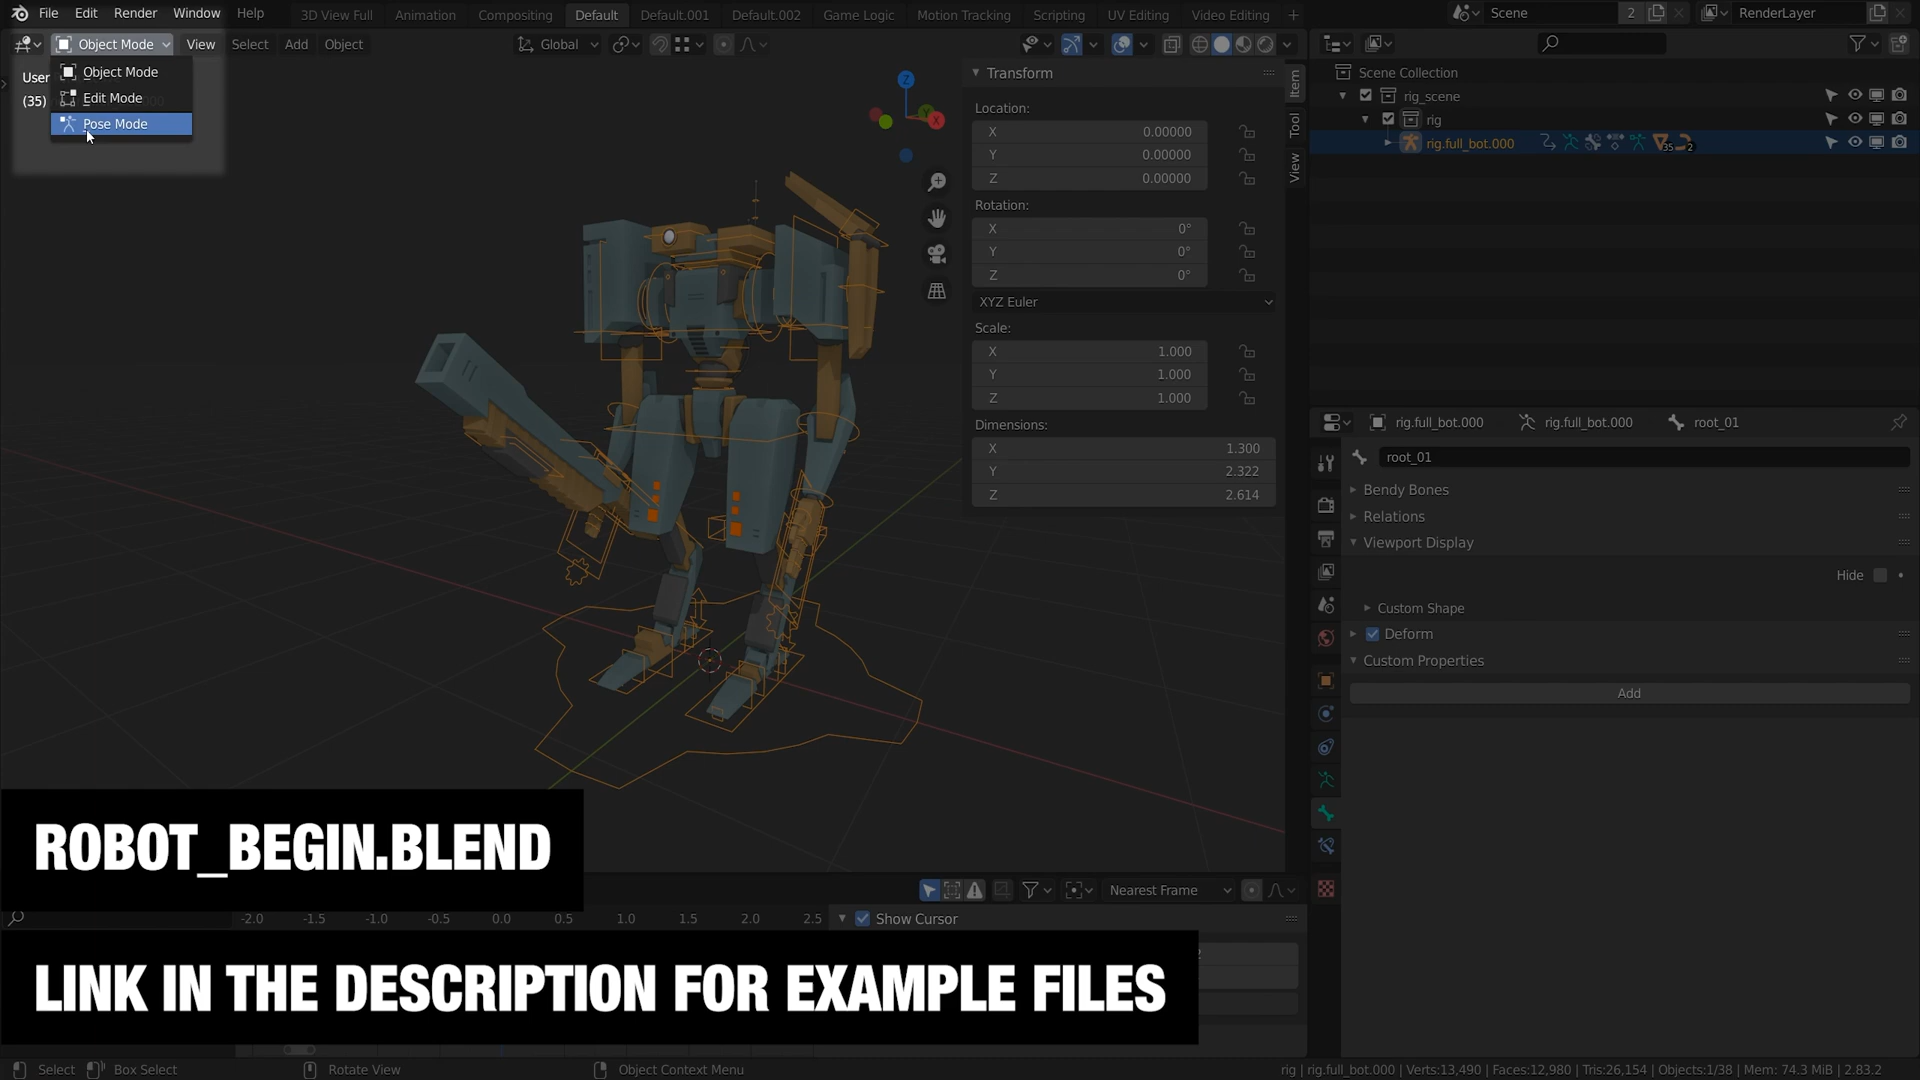 File Edit Render Window Help
3D View Full Animation Compositing Default Default.001 Default.002 Game Logic Motion Tracking Scripting UV Editing Video Editing +
Scene 2 RenderLayer
Object Mode View Select Add Object
Global
User
(35)
Object Mode
Edit Mode
Pose Mode
Z
Y
X
Transform
Location:
X 0.00000
Y 0.00000
Z 0.00000
Rotation:
X 0°
Y 0°
Z 0°
XYZ Euler
Scale:
X 1.000
Y 1.000
Z 1.000
Dimensions:
X 1.300
Y 2.322
Z 2.614
Item
Tool
View
Scene Collection
rig_scene
rig
rig.full_bot.000 35 2
rig.full_bot.000 rig.full_bot.000 root_01
root_01
Bendy Bones
Relations
Viewport Display
Hide
Custom Shape
Deform
Custom Properties
Add
ROBOT_BEGIN.BLEND
Nearest Frame
-2.0 -1.5 -1.0 -0.5 0.0 0.5 1.0 1.5 2.0 2.5
Show Cursor
LINK IN THE DESCRIPTION FOR EXAMPLE FILES
Select Box Select Rotate View Object Context Menu
rig | rig.full_bot.000 | Verts:13,490 | Faces:12,980 | Tris:26,154 | Objects:1/38 | Mem: 74.3 MiB | 2.83.2